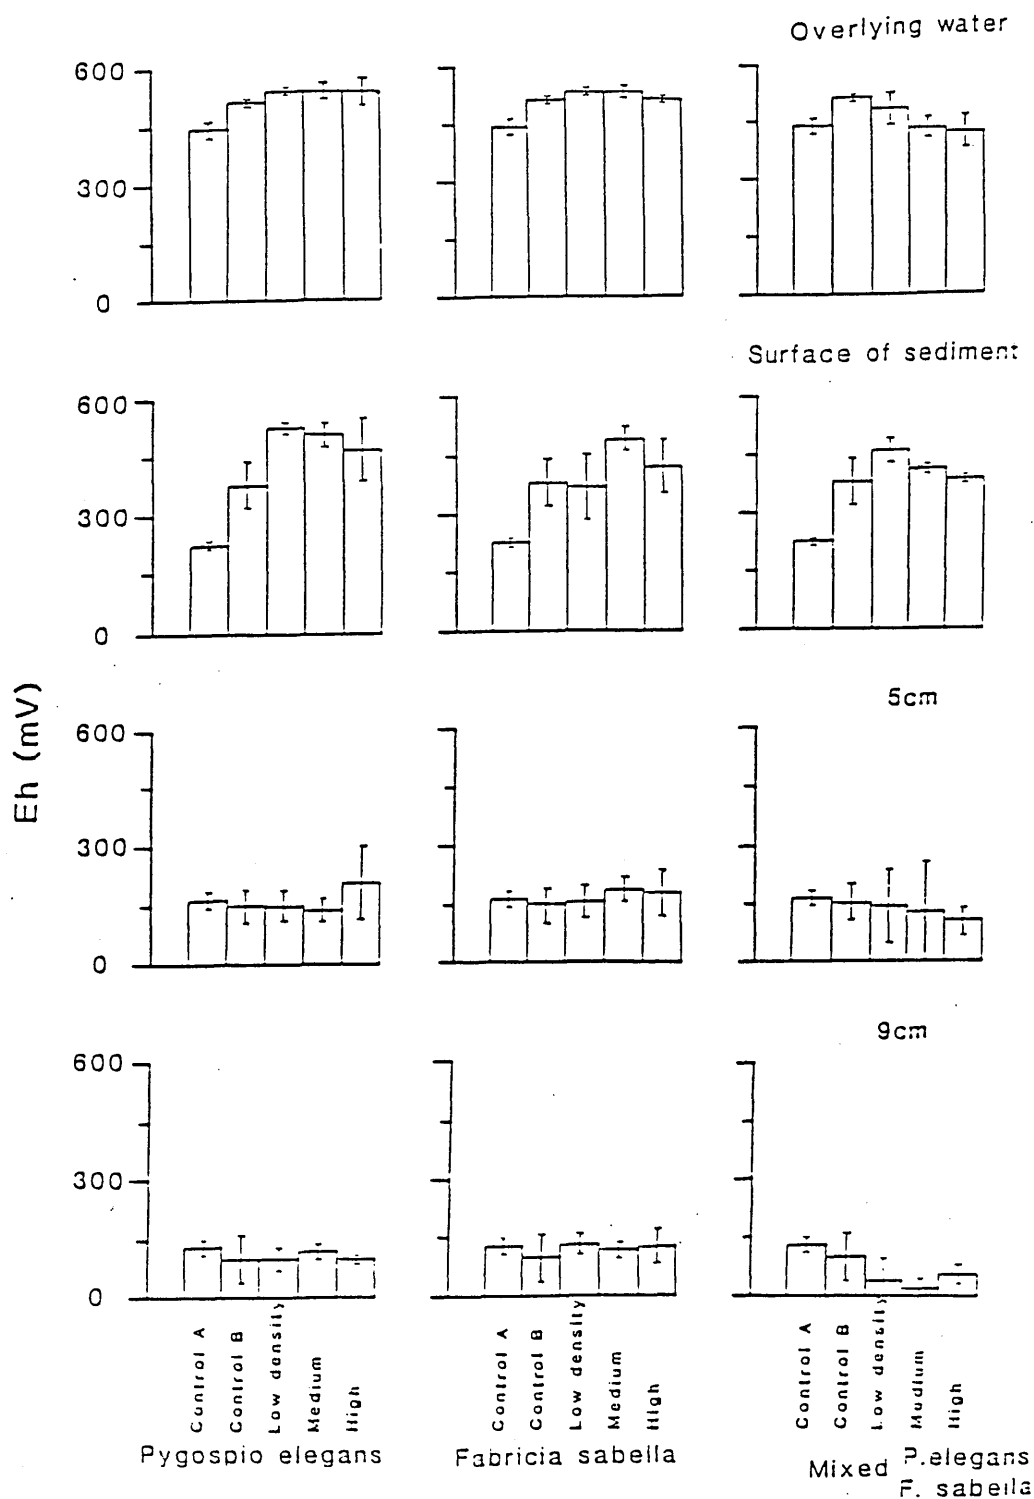 Overlying water
600
300
0
Surface of sediment
600
300
0
Eh (mV)
5cm
600
300
0
9cm
600
300
0
Control A
Control B
Low density
Medium
High
Control A
Control B
Low density
Medium
High
Control A
Control B
Low density
Mudium
High
Pygospio elegans
Fabricia sabella
Mixed P.elegans
F. sabella